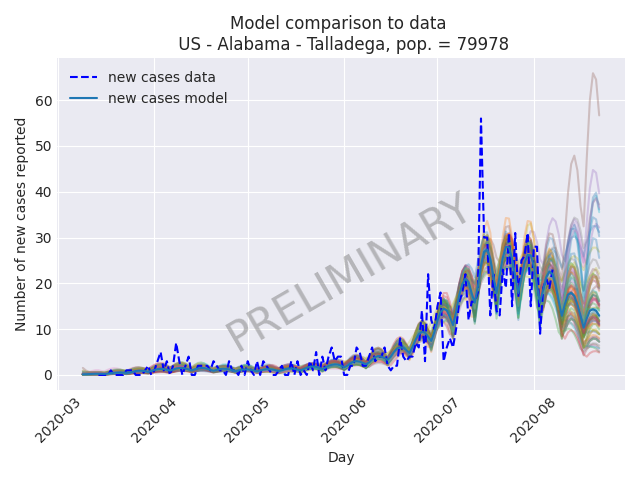 Model comparison to data
US - Alabama - Talladega, pop. = 79978
new cases data
new cases model
Number of new cases reported
60
50
40
30
20
10
0
PRELIMINARY
2020-03
2020-04
2020-05
2020-06
2020-07
2020-08
Day